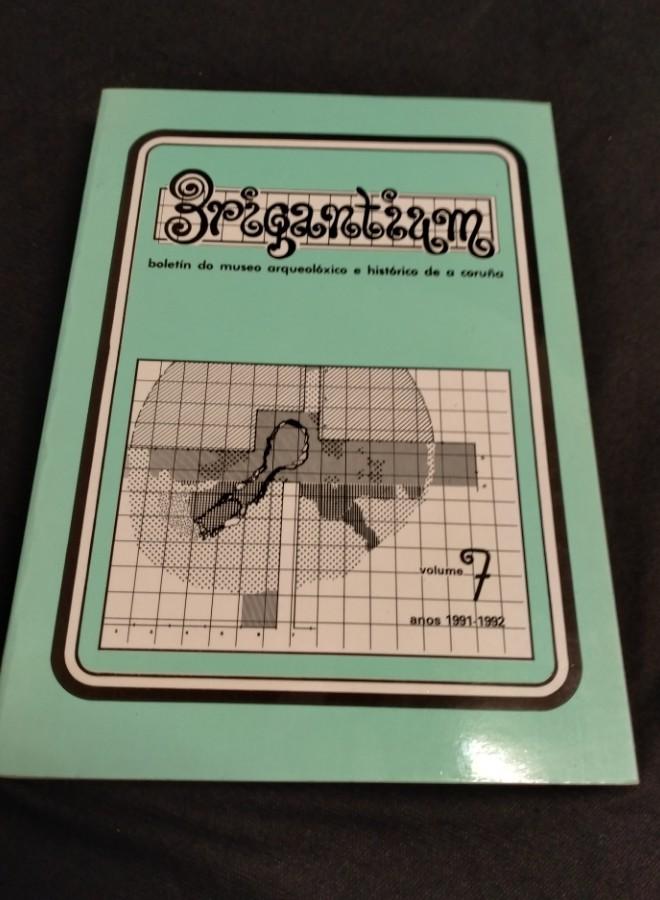 Brigantium
boletín do museo arqueolóxico e histórico de a coruña
volume 7
anos 1991-1992